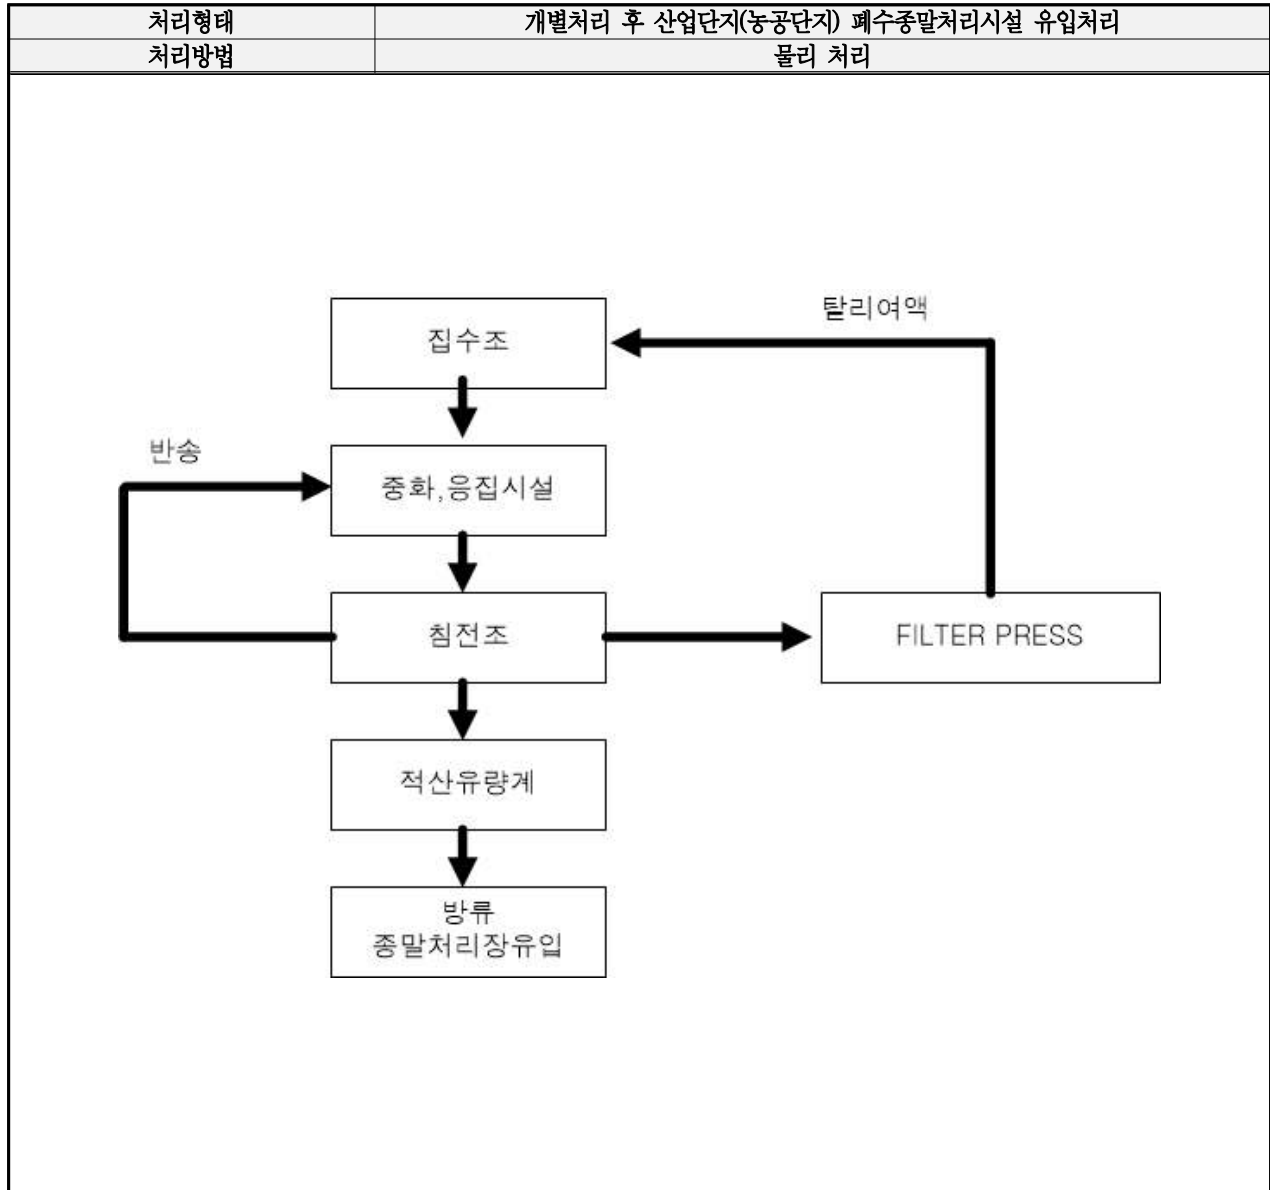 처리형태 개별처리 후 산업단지(농공단지) 폐수종말처리시설 유입처리
처리방법 물리 처리
탈리여액
집수조
반송
중화,응집시설
침전조
FILTER PRESS
적산유량계
방류
종말처리장유입